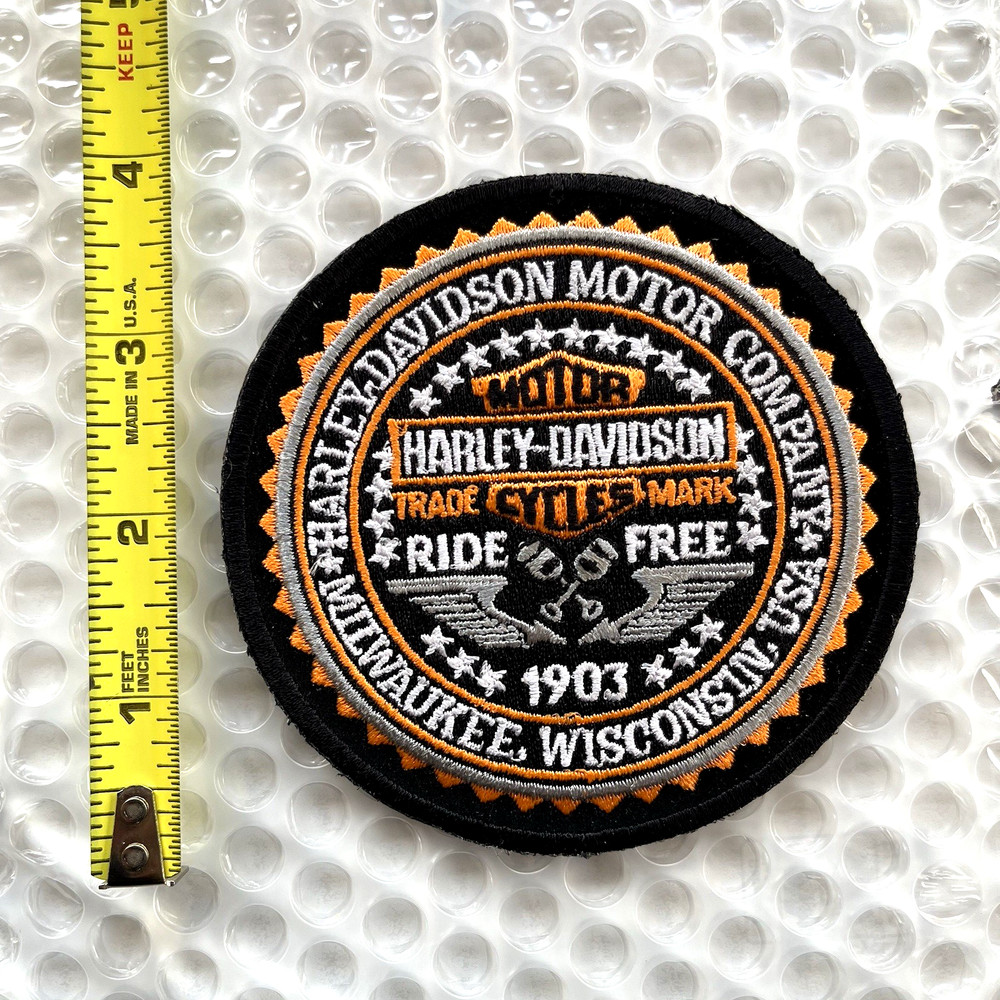 KEEP
4
MADE IN U.S.A.
3
2
FEET
1 INCHES
HARLEY-DAVIDSON MOTOR COMPANY
MOTOR
HARLEY-DAVIDSON
TRADE CYTLES MARK
RIDE FREE
1903
MILWAUKEE, WISCONSIN, USA